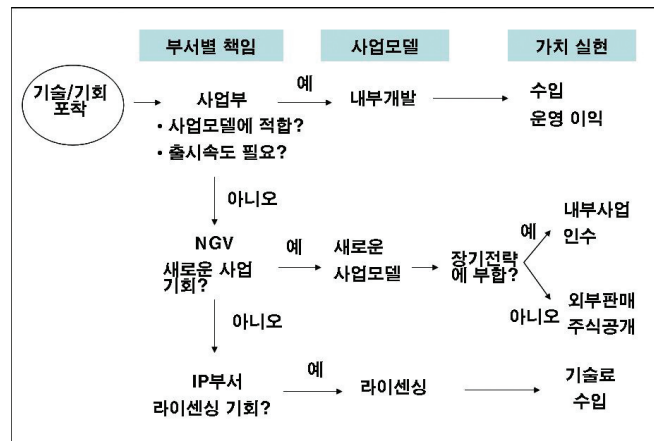 부서별 책임
사업모델
가치 실현
기술/기회
포착
사업부
• 사업모델에 적합?
• 출시속도 필요?
예
내부개발
수입
운영 이익
아니오
NGV
새로운 사업
기회?
예
새로운
사업모델
장기전략
에 부합?
예
내부사업
인수
아니오
외부판매
주식공개
아니오
IP부서
라이센싱 기회?
예
라이센싱
기술료
수입